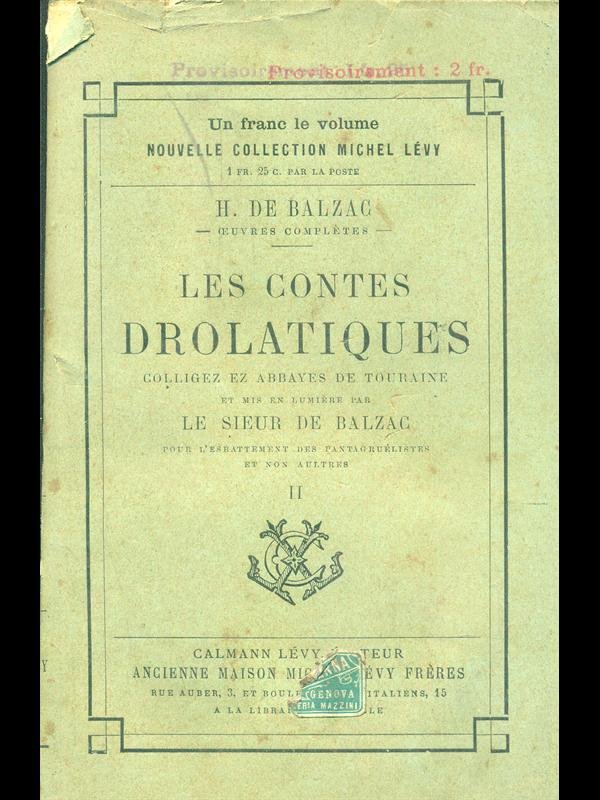 Provisoirement : 2 fr.
Un franc le volume
NOUVELLE COLLECTION MICHEL LÉVY
1 FR. 25 C. PAR LA POSTE
H. DE BALZAC
— ŒUVRES COMPLÈTES —
LES CONTES
DROLATIQUES
COLLIGEZ EZ ABBAYES DE TOURAINE
ET MIS EN LUMIÈRE PAR
LE SIEUR DE BALZAC
POUR L'ESBATTEMENT DES PANTAGRUÉLISTES
ET NON AULTRES
II
CALMANN LÉVY
ANCIENNE MAISON LÉVY FRÈRES
RUE AUBER, 3, ET ITALIENS, 15
A LA
GENOVA
MAZZINI